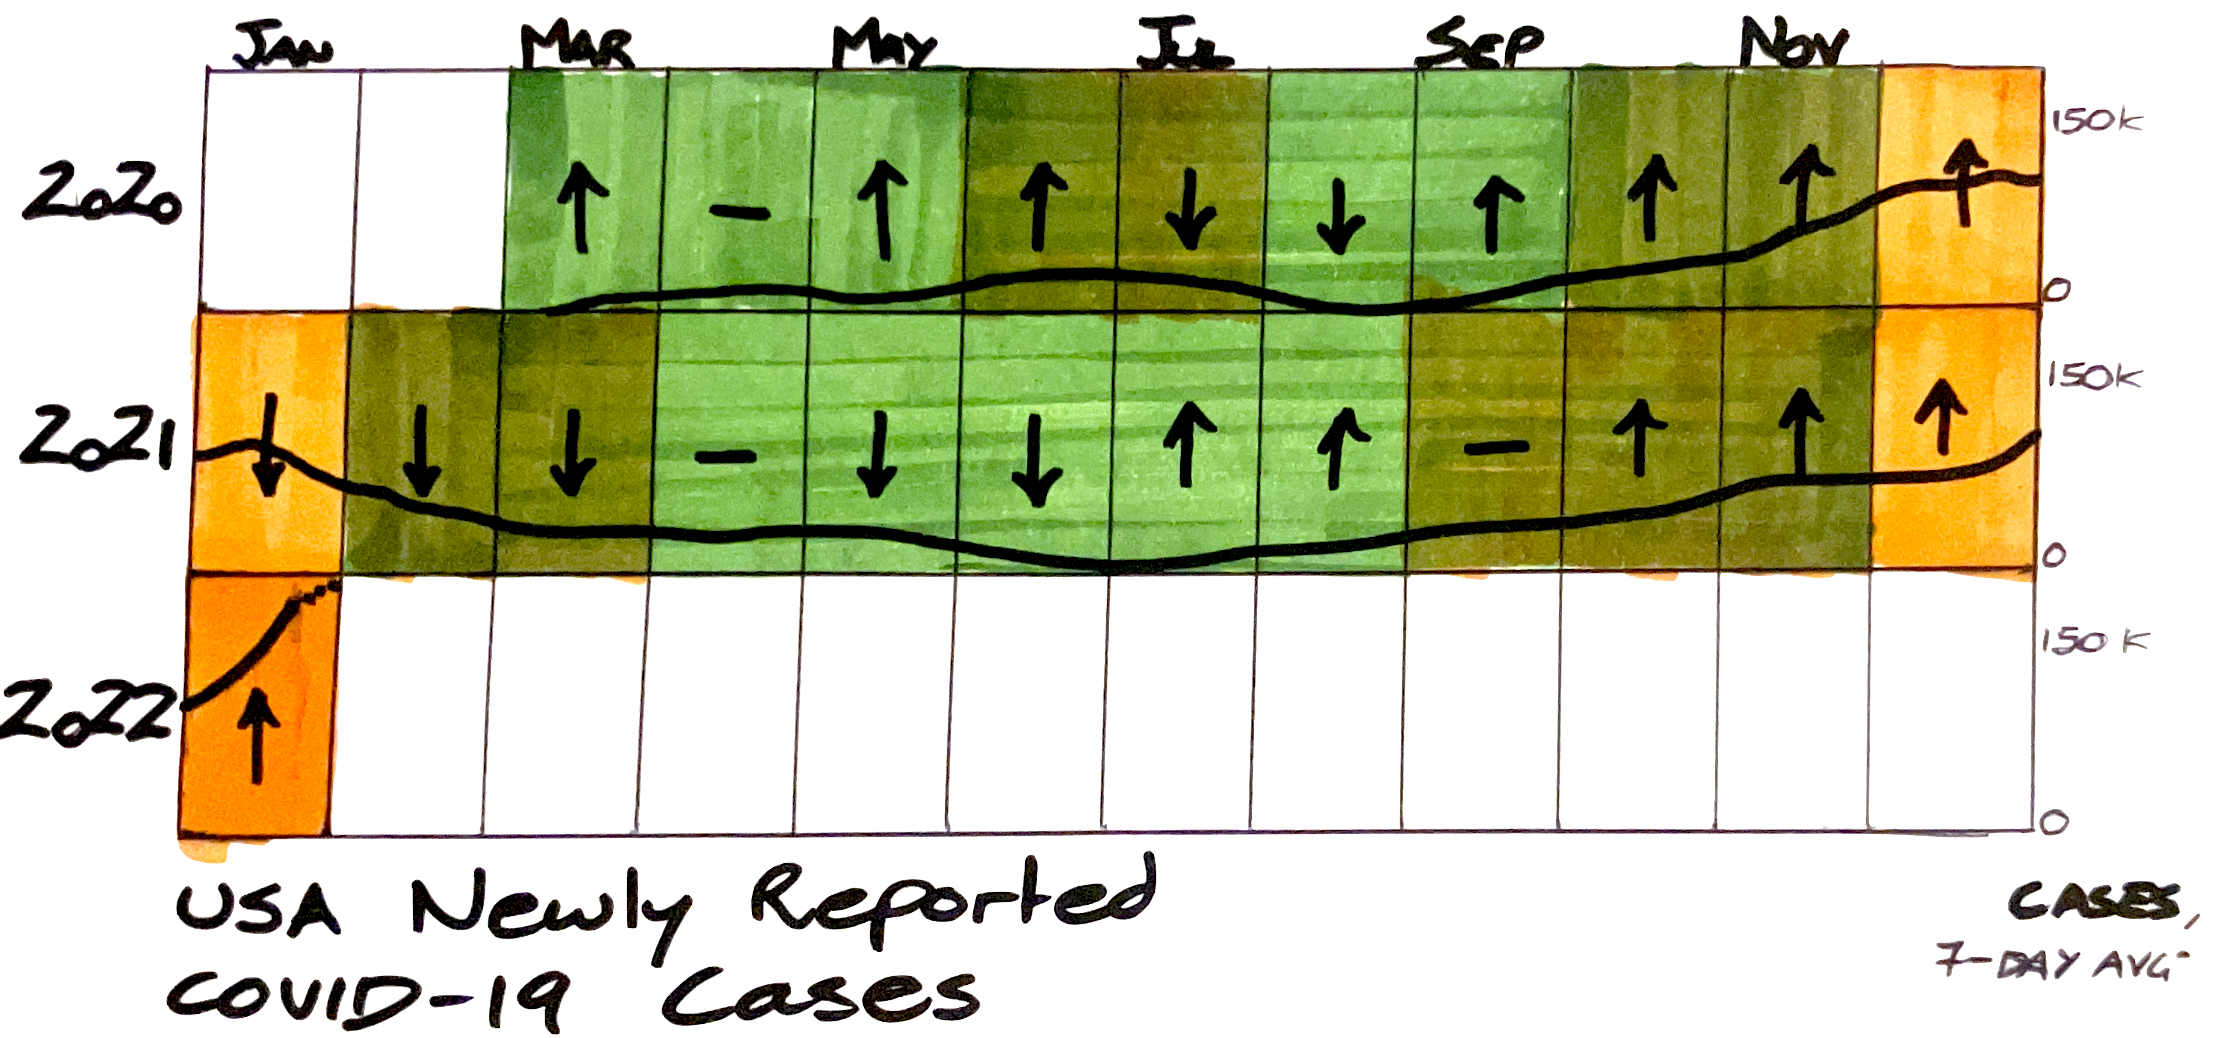 JAN MAR MAY JUL SEP NOV
150K
2020
0
150K
2021
0
150K
2022
0
USA Newly Reported
COVID-19 Cases
CASES,
7-DAY AVG